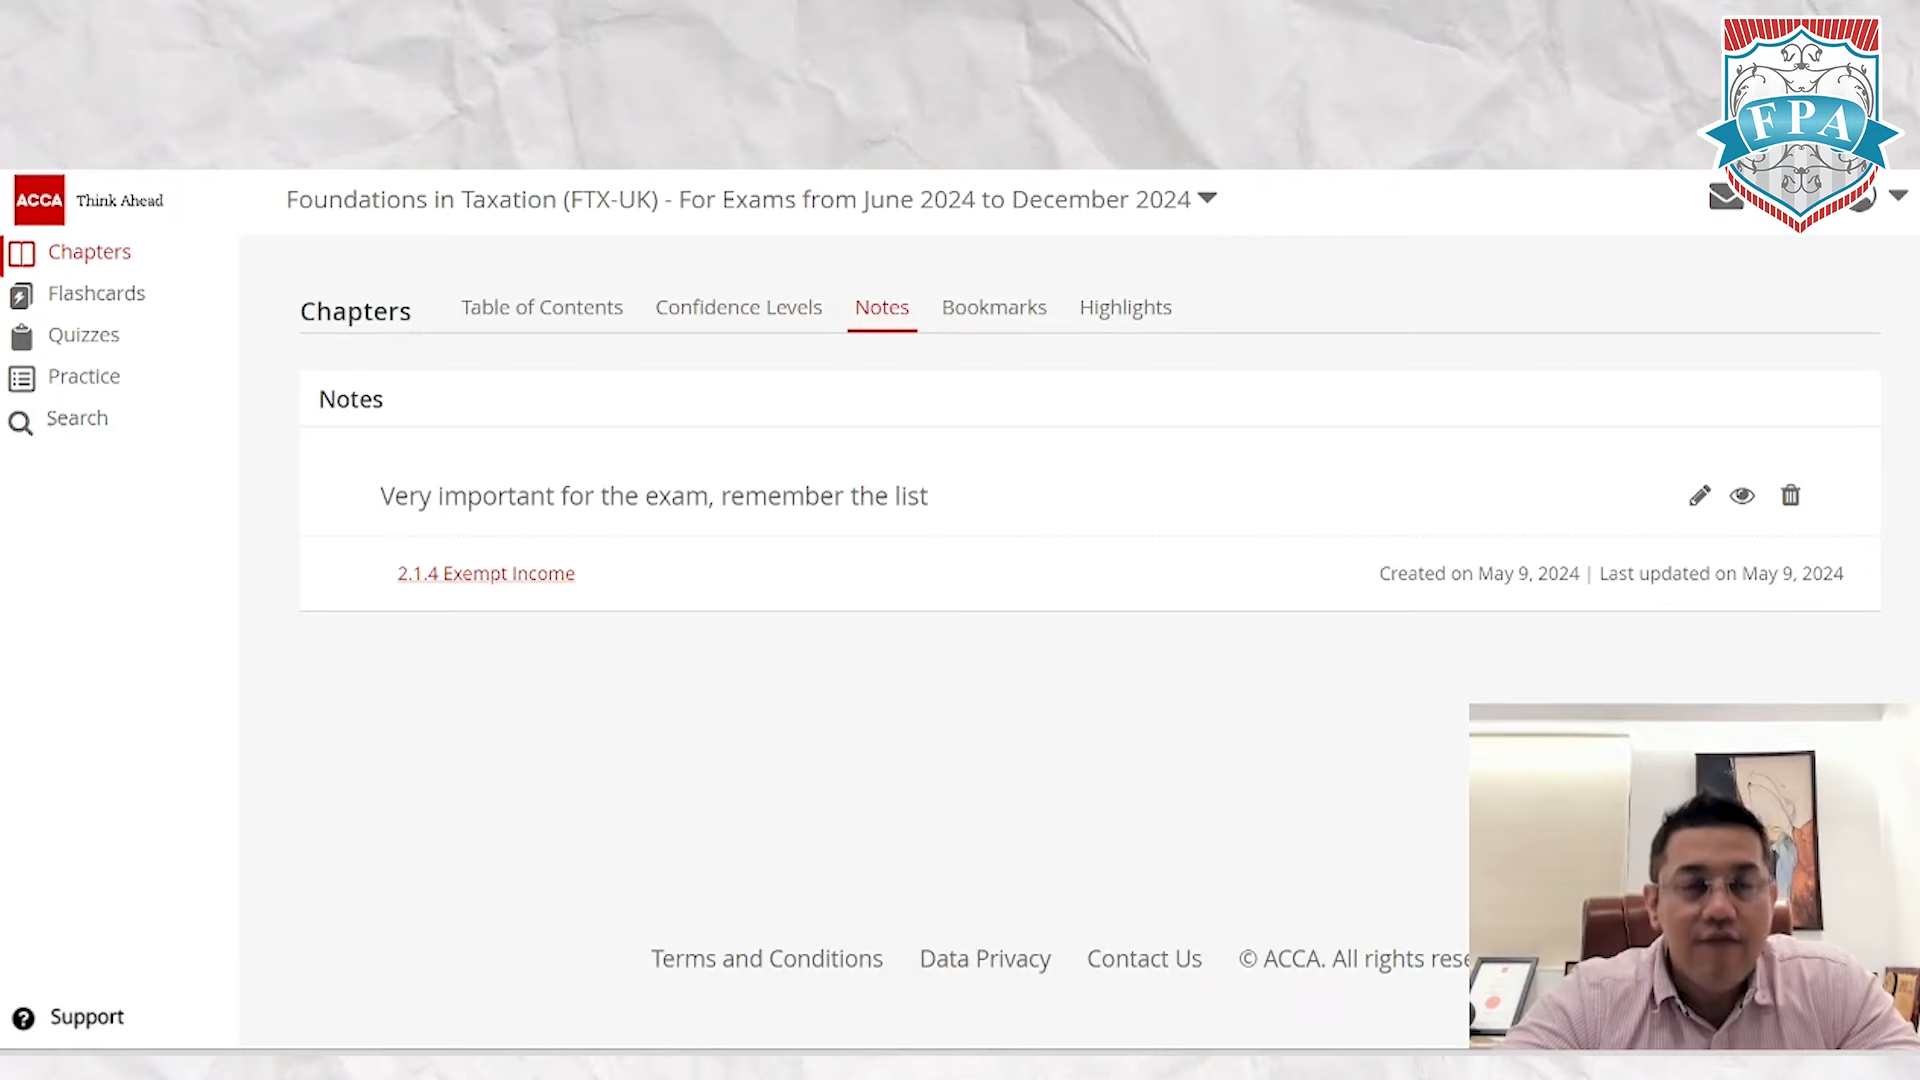 FPA
ACCA Think Ahead
Foundations in Taxation (FTX-UK) - For Exams from June 2024 to December 2024
Chapters
Flashcards
Quizzes
Practice
Search
Support
Chapters Table of Contents Confidence Levels Notes Bookmarks Highlights
Notes
Very important for the exam, remember the list
2.1.4 Exempt Income Created on May 9, 2024 | Last updated on May 9, 2024
Terms and Conditions Data Privacy Contact Us © ACCA. All rights rese